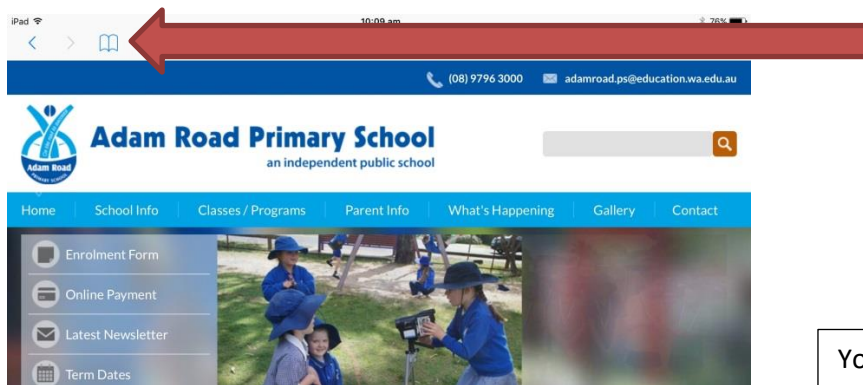 iPad
10:09 am
76%
(08) 9796 3000 adamroad.ps@education.wa.edu.au
Adam Road
Adam Road Primary School
an independent public school
Home School Info Classes / Programs Parent Info What's Happening Gallery Contact
Enrolment Form
Online Payment
Latest Newsletter
Term Dates